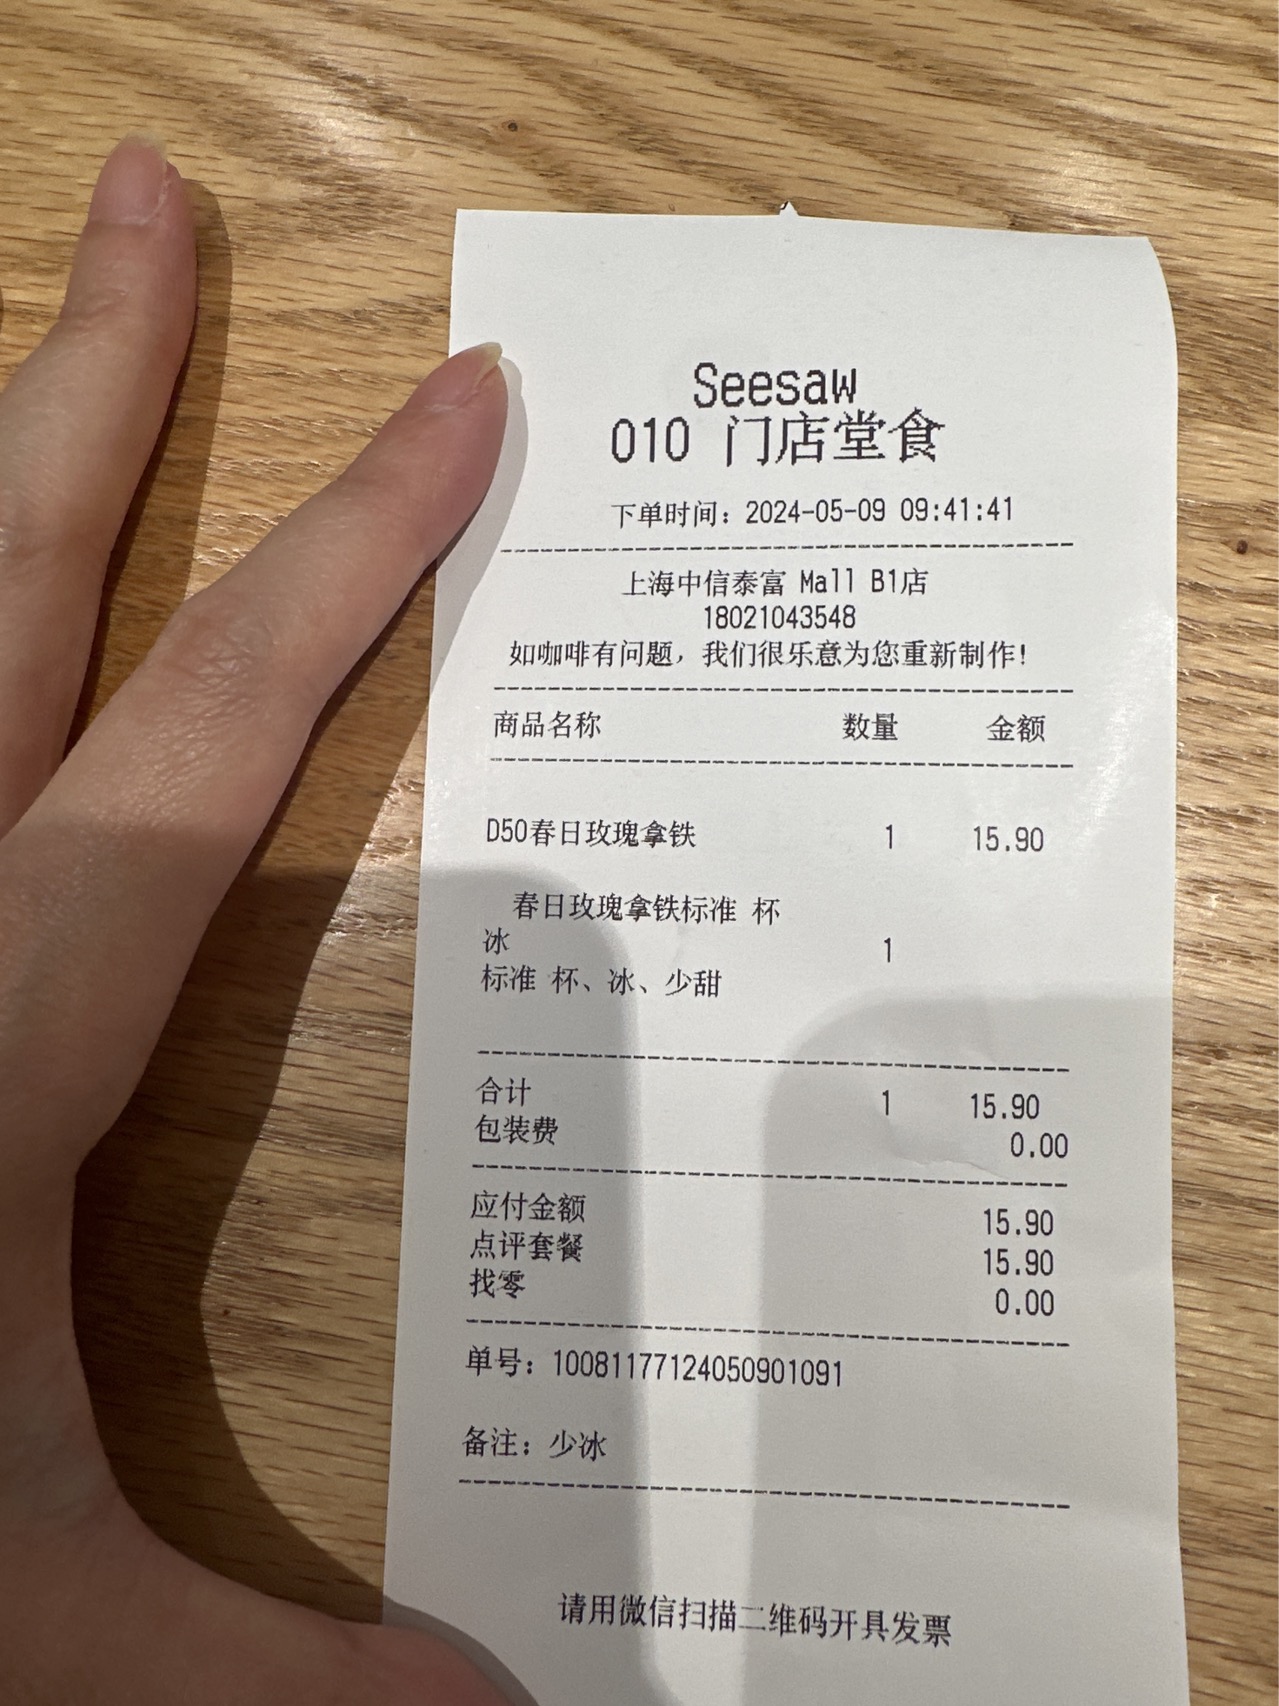 Seesaw
010 门店堂食
下单时间：2024-05-09 09:41:41
上海中信泰富 Mall B1店
18021043548
如咖啡有问题，我们很乐意为您重新制作！
商品名称 数量 金额
D50春日玫瑰拿铁 1 15.90
春日玫瑰拿铁标准 杯
冰 1
标准 杯、冰、少甜
合计 1 15.90
包装费 0.00
应付金额 15.90
点评套餐 15.90
找零 0.00
单号：10081177124050901091
备注：少冰
请用微信扫描二维码开具发票